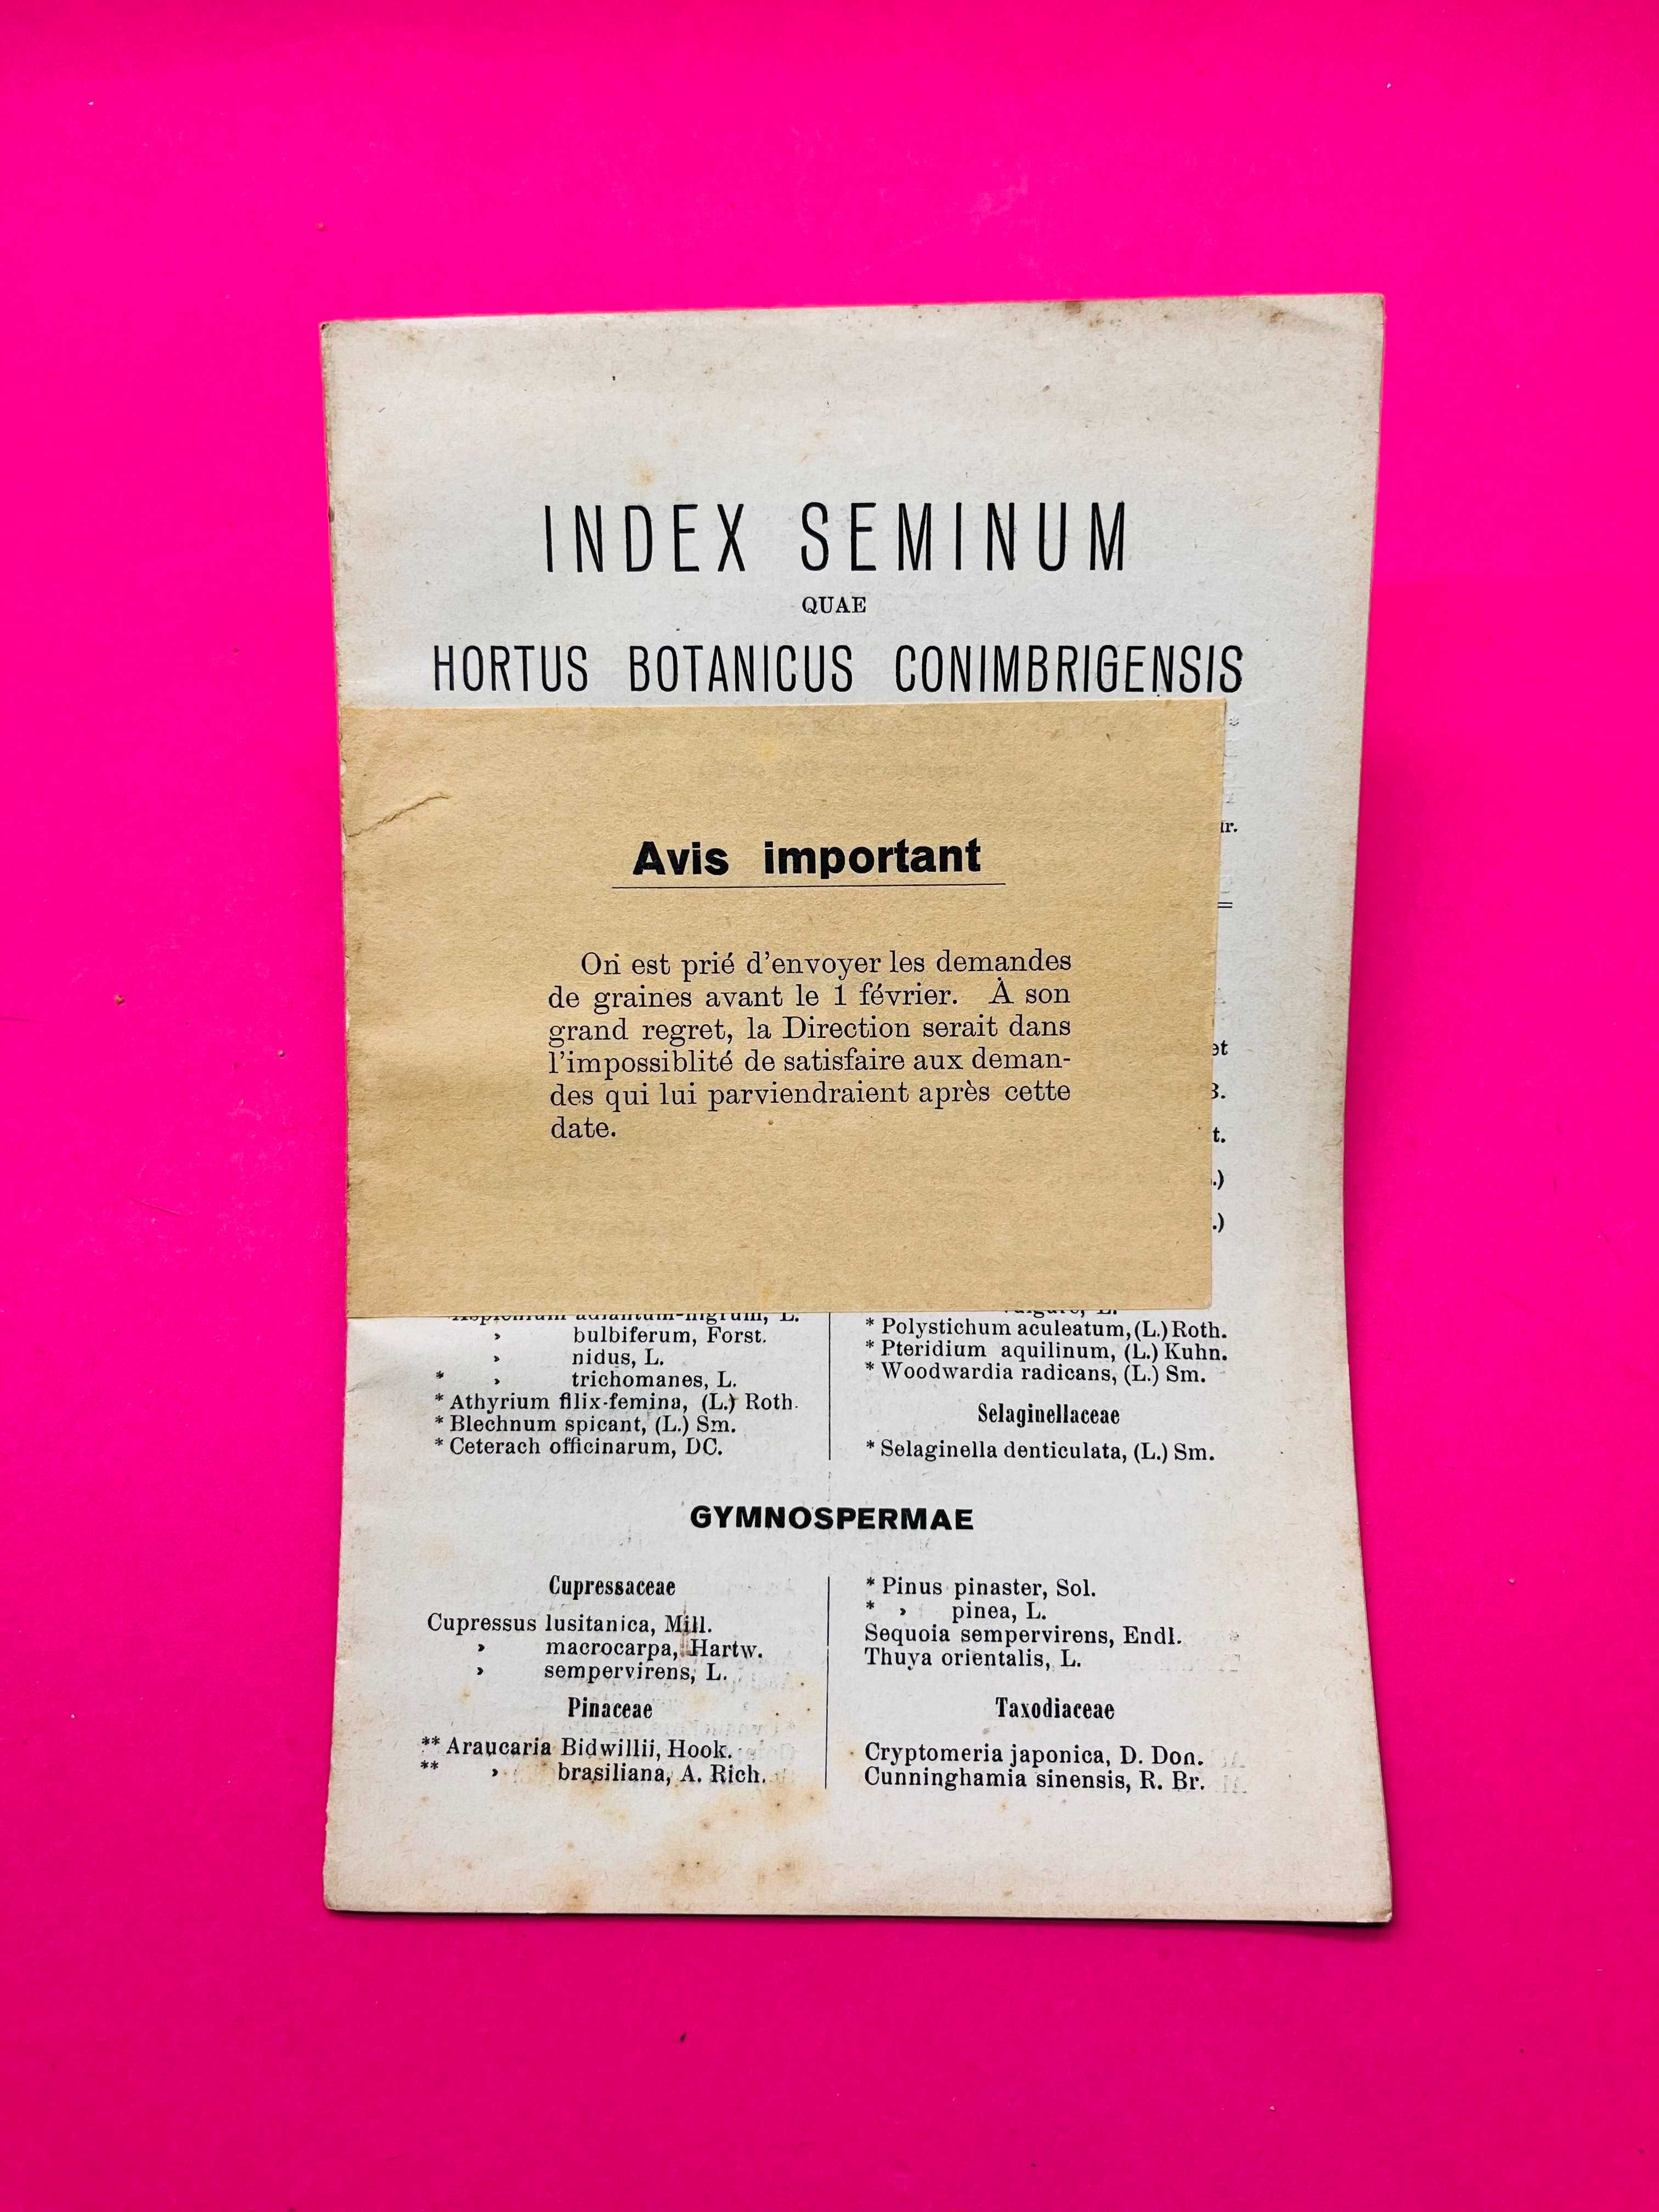 INDEX SEMINUM
QUAE
HORTUS BOTANICUS CONIMBRIGENSIS
Avis important
On est prié d'envoyer les demandes
de graines avant le 1 février. À son
grand regret, la Direction serait dans
l'impossiblité de satisfaire aux deman-
des qui lui parviendraient après cette
date.
Asplenium adiantum-nigrum, L.
» bulbiferum, Forst.
» nidus, L.
* » trichomanes, L.
* Athyrium filix-femina, (L.) Roth.
* Blechnum spicant, (L.) Sm.
* Ceterach officinarum, DC.
vulgare, L.
* Polystichum aculeatum, (L.) Roth.
* Pteridium aquilinum, (L.) Kuhn.
* Woodwardia radicans, (L.) Sm.
Selaginellaceae
* Selaginella denticulata, (L.) Sm.
GYMNOSPERMAE
Cupressaceae
Cupressus lusitanica, Mill.
» macrocarpa, Hartw.
» sempervirens, L.
Pinaceae
** Araucaria Bidwillii, Hook.
** » brasiliana, A. Rich.
* Pinus pinaster, Sol.
* » pinea, L.
Sequoia sempervirens, Endl.
Thuya orientalis, L.
Taxodiaceae
Cryptomeria japonica, D. Don.
Cunninghamia sinensis, R. Br.